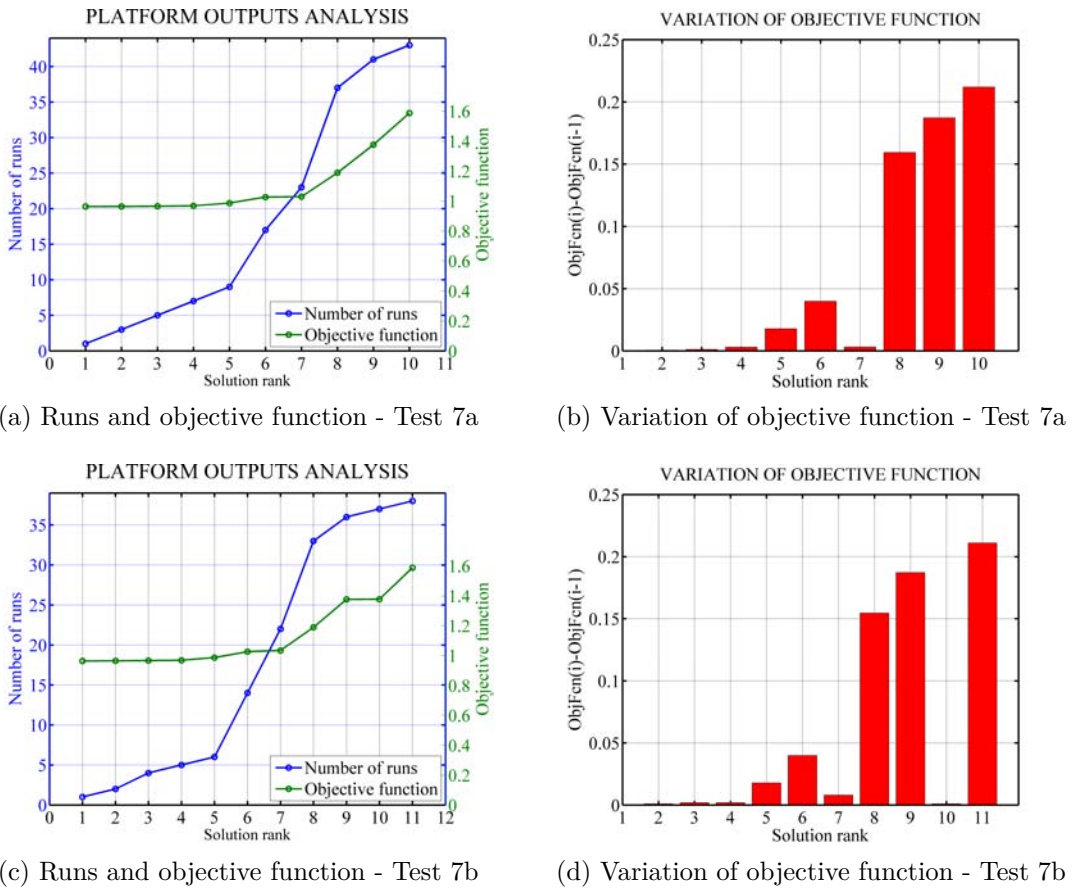 PLATFORM OUTPUTS ANALYSIS
Number of runs
40
35
30
25
20
15
10
5
0
1.6
1.4
1.2
1
0.8
0.6
0.4
0.2
0
Objective function
Number of runs
Objective function
0 1 2 3 4 5 6 7 8 9 10 11
Solution rank
(a) Runs and objective function - Test 7a
VARIATION OF OBJECTIVE FUNCTION
ObjFcn(i)-ObjFcn(i-1)
0.25
0.2
0.15
0.1
0.05
0
1 2 3 4 5 6 7 8 9 10
Solution rank
(b) Variation of objective function - Test 7a
PLATFORM OUTPUTS ANALYSIS
Number of runs
35
30
25
20
15
10
5
0
1.6
1.4
1.2
1
0.8
0.6
0.4
0.2
0
Objective function
Number of runs
Objective function
0 1 2 3 4 5 6 7 8 9 10 11 12
Solution rank
(c) Runs and objective function - Test 7b
VARIATION OF OBJECTIVE FUNCTION
ObjFcn(i)-ObjFcn(i-1)
0.25
0.2
0.15
0.1
0.05
0
1 2 3 4 5 6 7 8 9 10 11
Solution rank
(d) Variation of objective function - Test 7b